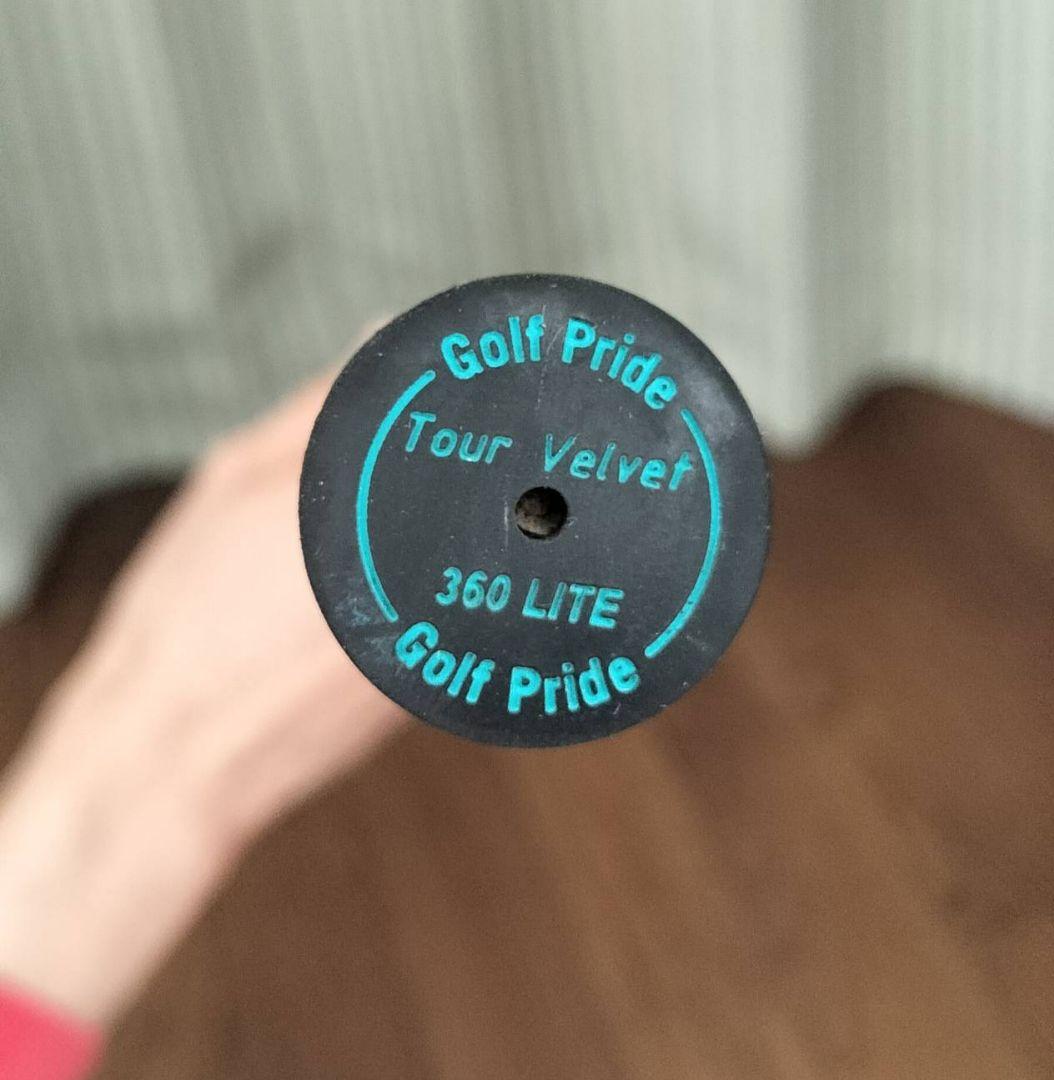 Golf Pride
Tour Velvet
360 LITE
Golf Pride